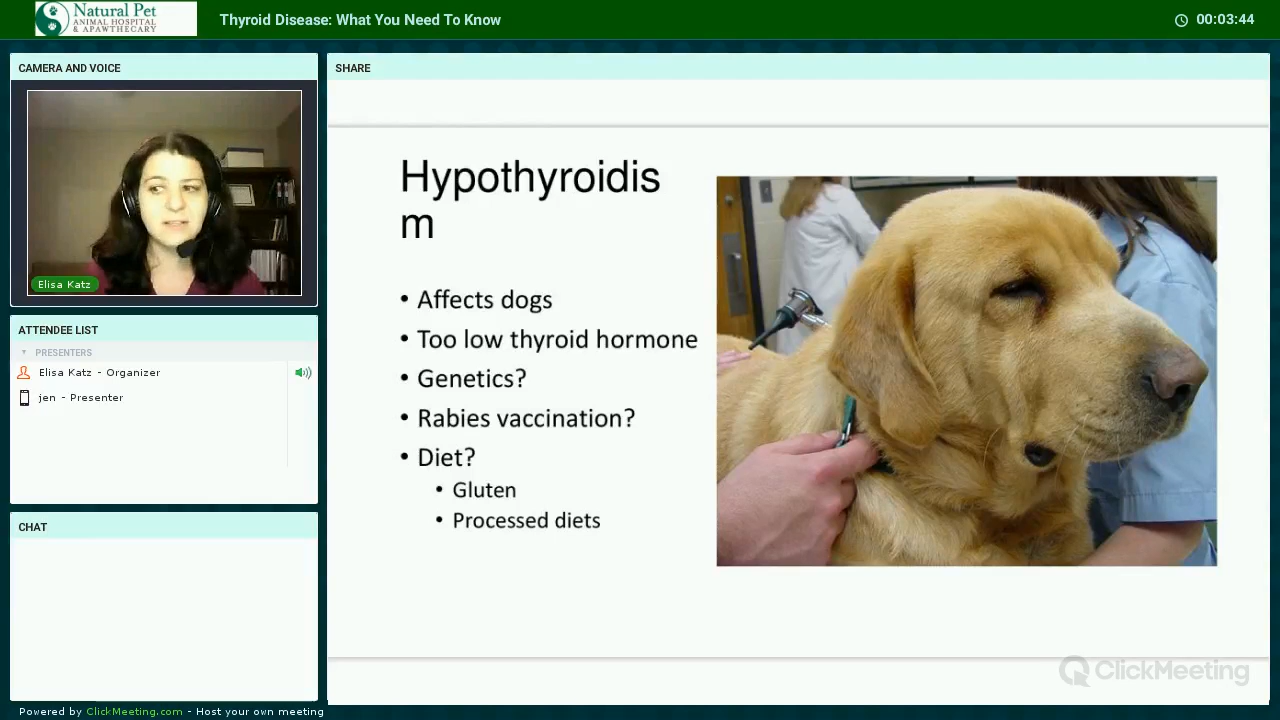 Natural Pet
ANIMAL HOSPITAL
& APAWTHECARY
Thyroid Disease: What You Need To Know
00:03:44
CAMERA AND VOICE
Elisa Katz
ATTENDEE LIST
PRESENTERS
Elisa Katz - Organizer
jen - Presenter
CHAT
SHARE
Hypothyroidis
m
• Affects dogs
• Too low thyroid hormone
• Genetics?
• Rabies vaccination?
• Diet?
• Gluten
• Processed diets
ClickMeeting
Powered by ClickMeeting.com - Host your own meeting